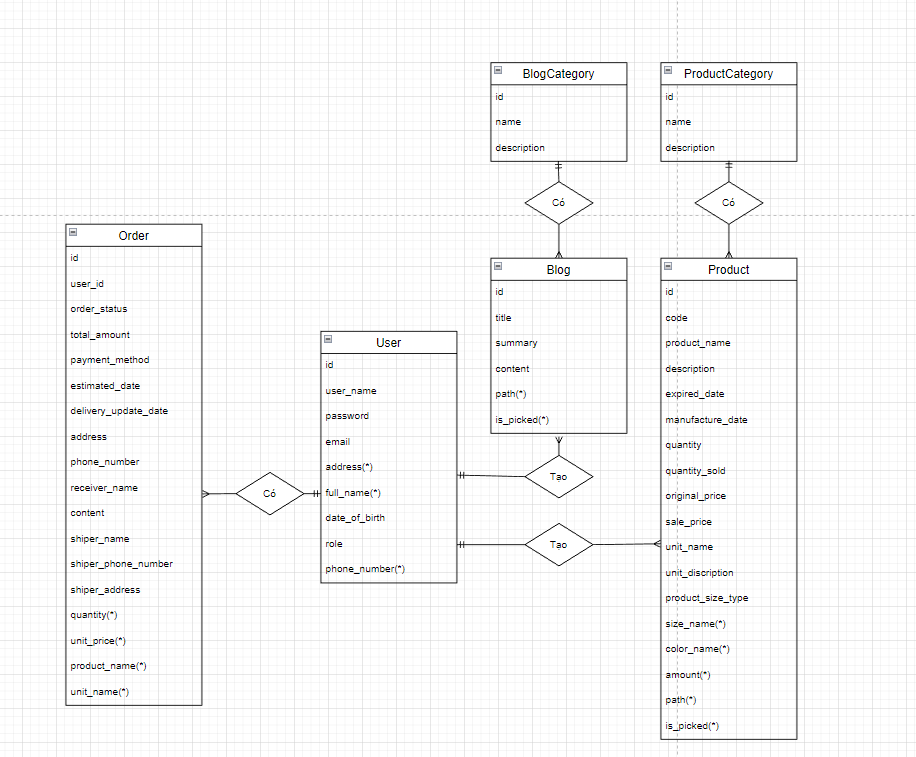 BlogCategory
id
name
description
ProductCategory
id
name
description
Có
Có
Order
id
user_id
order_status
total_amount
payment_method
estimated_date
delivery_update_date
address
phone_number
receiver_name
content
shiper_name
shiper_phone_number
shiper_address
quantity(*)
unit_price(*)
product_name(*)
unit_name(*)
Có
User
id
user_name
password
email
address(*)
full_name(*)
date_of_birth
role
phone_number(*)
Blog
id
title
summary
content
path(*)
is_picked(*)
Tạo
Tạo
Product
id
code
product_name
description
expired_date
manufacture_date
quantity
quantity_sold
original_price
sale_price
unit_name
unit_discription
product_size_type
size_name(*)
color_name(*)
amount(*)
path(*)
is_picked(*)